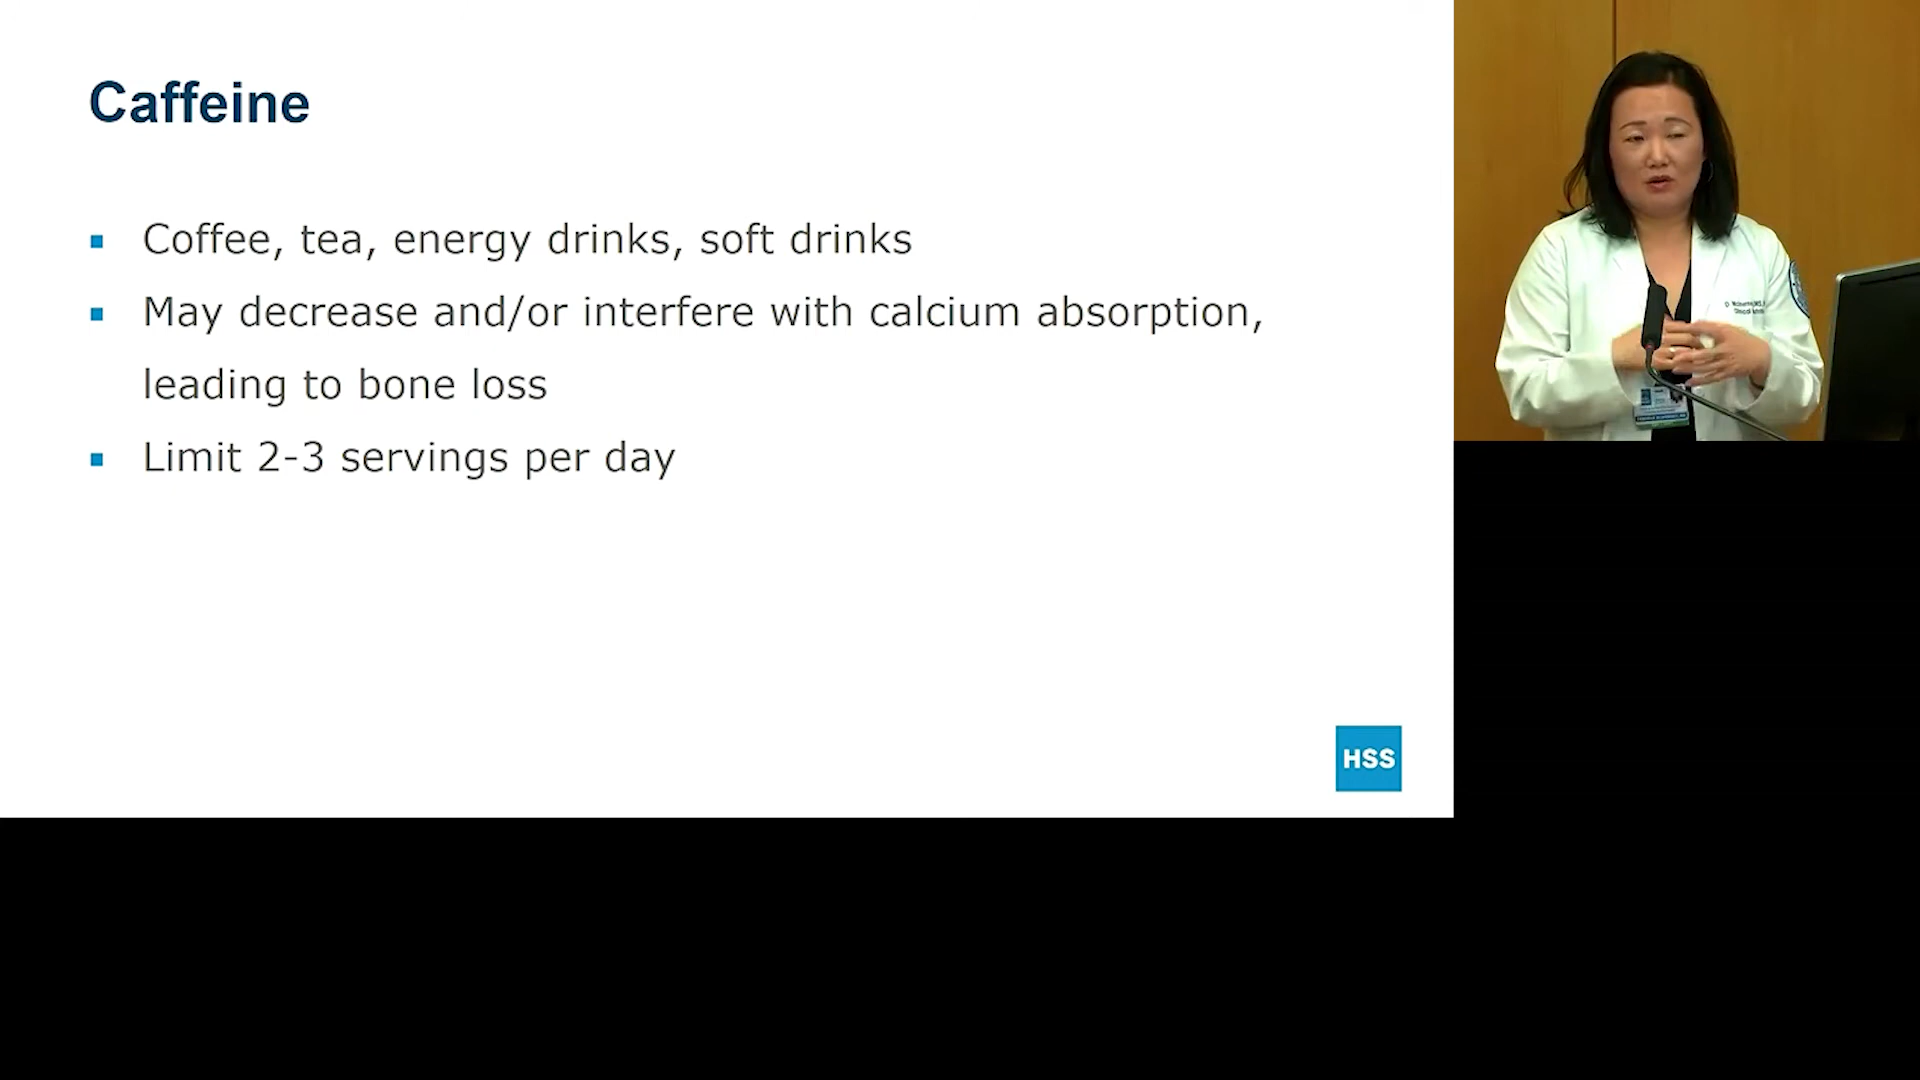 Caffeine
Coffee, tea, energy drinks, soft drinks
May decrease and/or interfere with calcium absorption,
leading to bone loss
Limit 2-3 servings per day
HSS